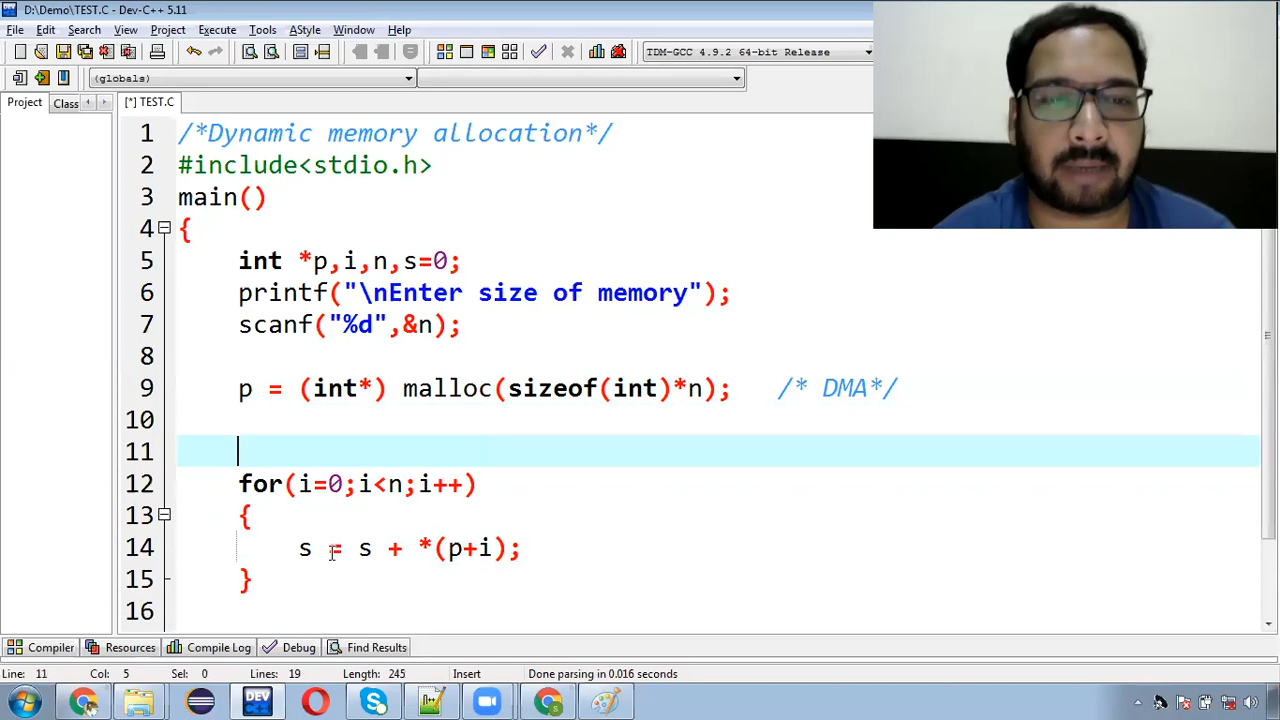 D:\Demo\TEST.C - Dev-C++ 5.11
File Edit Search View Project Execute Tools AStyle Window Help
TDM-GCC 4.9.2 64-bit Release
(globals)
Project Class [*] TEST.C
1 /*Dynamic memory allocation*/
2 #include<stdio.h>
3 main()
4 {
5 int *p,i,n,s=0;
6 printf("\nEnter size of memory");
7 scanf("%d",&n);
8
9 p = (int*) malloc(sizeof(int)*n); /* DMA*/
10
11
12 for(i=0;i<n;i++)
13 {
14 s = s + *(p+i);
15 }
16
Compiler Resources Compile Log Debug Find Results
Line: 11 Col: 5 Sel: 0 Lines: 19 Length: 245 Insert Done parsing in 0.016 seconds
DEV C++